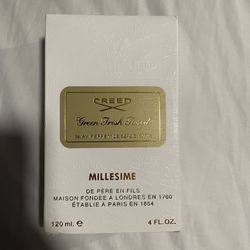 CREED
Green Irish Tweed
MILLESIME
DE PÈRE EN FILS
MAISON FONDÉE A LONDRES EN 1760
ÉTABLIE A PARIS EN 1854
120 ml. e 4 FL.OZ.